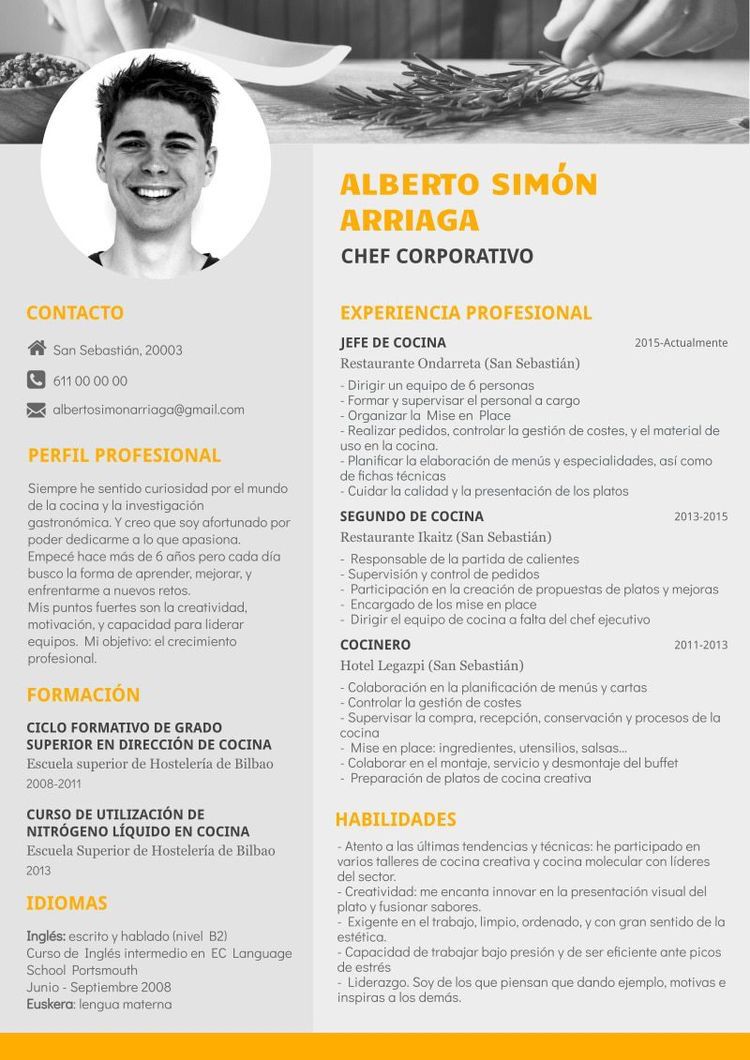 ALBERTO SIMÓN
ARRIAGA
CHEF CORPORATIVO
CONTACTO
San Sebastián, 20003
611 00 00 00
albertosimonarriaga@gmail.com
PERFIL PROFESIONAL
Siempre he sentido curiosidad por el mundo
de la cocina y la investigación
gastronómica. Y creo que soy afortunado por
poder dedicarme a lo que apasiona.
Empecé hace más de 6 años pero cada día
busco la forma de aprender, mejorar, y
enfrentarme a nuevos retos.
Mis puntos fuertes son la creatividad,
motivación, y capacidad para liderar
equipos. Mi objetivo: el crecimiento
profesional.
FORMACIÓN
CICLO FORMATIVO DE GRADO
SUPERIOR EN DIRECCIÓN DE COCINA
Escuela superior de Hostelería de Bilbao
2008-2011
CURSO DE UTILIZACIÓN DE
NITRÓGENO LÍQUIDO EN COCINA
Escuela Superior de Hostelería de Bilbao
2013
IDIOMAS
Inglés: escrito y hablado (nivel B2)
Curso de Inglés intermedio en EC Language
School Portsmouth
Junio - Septiembre 2008
Euskera: lengua materna
EXPERIENCIA PROFESIONAL
JEFE DE COCINA 2015-Actualmente
Restaurante Ondarreta (San Sebastián)
- Dirigir un equipo de 6 personas
- Formar y supervisar el personal a cargo
- Organizar la Mise en Place
- Realizar pedidos, controlar la gestión de costes, y el material de
uso en la cocina.
- Planificar la elaboración de menús y especialidades, así como
de fichas técnicas
- Cuidar la calidad y la presentación de los platos
SEGUNDO DE COCINA 2013-2015
Restaurante Ikaitz (San Sebastián)
- Responsable de la partida de calientes
- Supervisión y control de pedidos
- Participación en la creación de propuestas de platos y mejoras
- Encargado de los mise en place
- Dirigir el equipo de cocina a falta del chef ejecutivo
COCINERO 2011-2013
Hotel Legazpi (San Sebastián)
- Colaboración en la planificación de menús y cartas
- Controlar la gestión de costes
- Supervisar la compra, recepción, conservación y procesos de la
cocina
- Mise en place: ingredientes, utensilios, salsas...
- Colaborar en el montaje, servicio y desmontaje del buffet
- Preparación de platos de cocina creativa
HABILIDADES
- Atento a las últimas tendencias y técnicas: he participado en
varios talleres de cocina creativa y cocina molecular con líderes
del sector.
- Creatividad: me encanta innovar en la presentación visual del
plato y fusionar sabores.
- Exigente en el trabajo, limpio, ordenado, y con gran sentido de la
estética.
- Capacidad de trabajar bajo presión y de ser eficiente ante picos
de estrés
- Liderazgo. Soy de los que piensan que dando ejemplo, motivas e
inspiras a los demás.